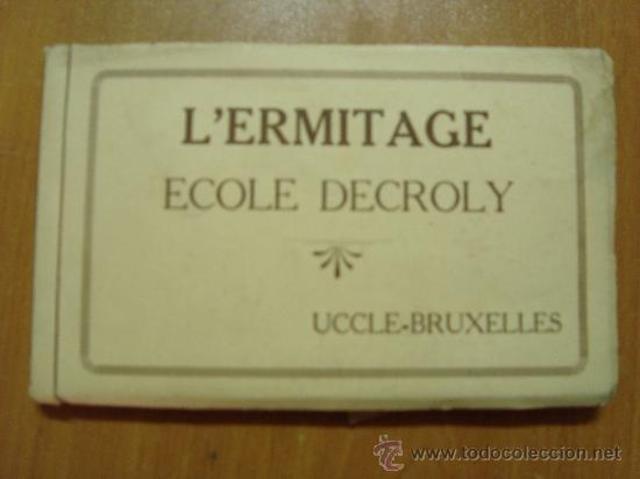 L'ERMITAGE
ECOLE DECROLY
UCCLE-BRUXELLES
www.todocoleccion.net